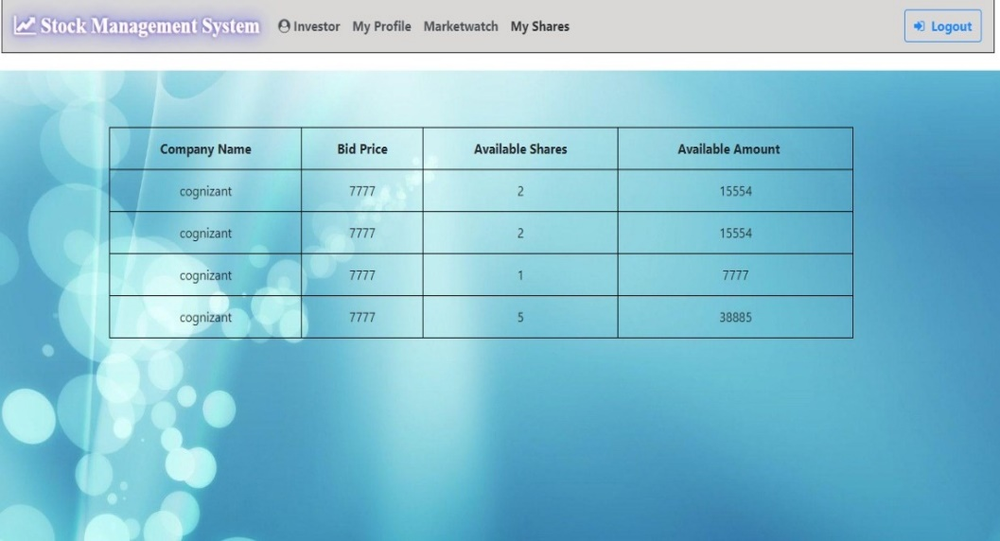 Stock Management System Investor My Profile Marketwatch My Shares Logout
Company Name Bid Price Available Shares Available Amount
cognizant 7777 2 15554
cognizant 7777 2 15554
cognizant 7777 1 7777
cognizant 7777 5 38885